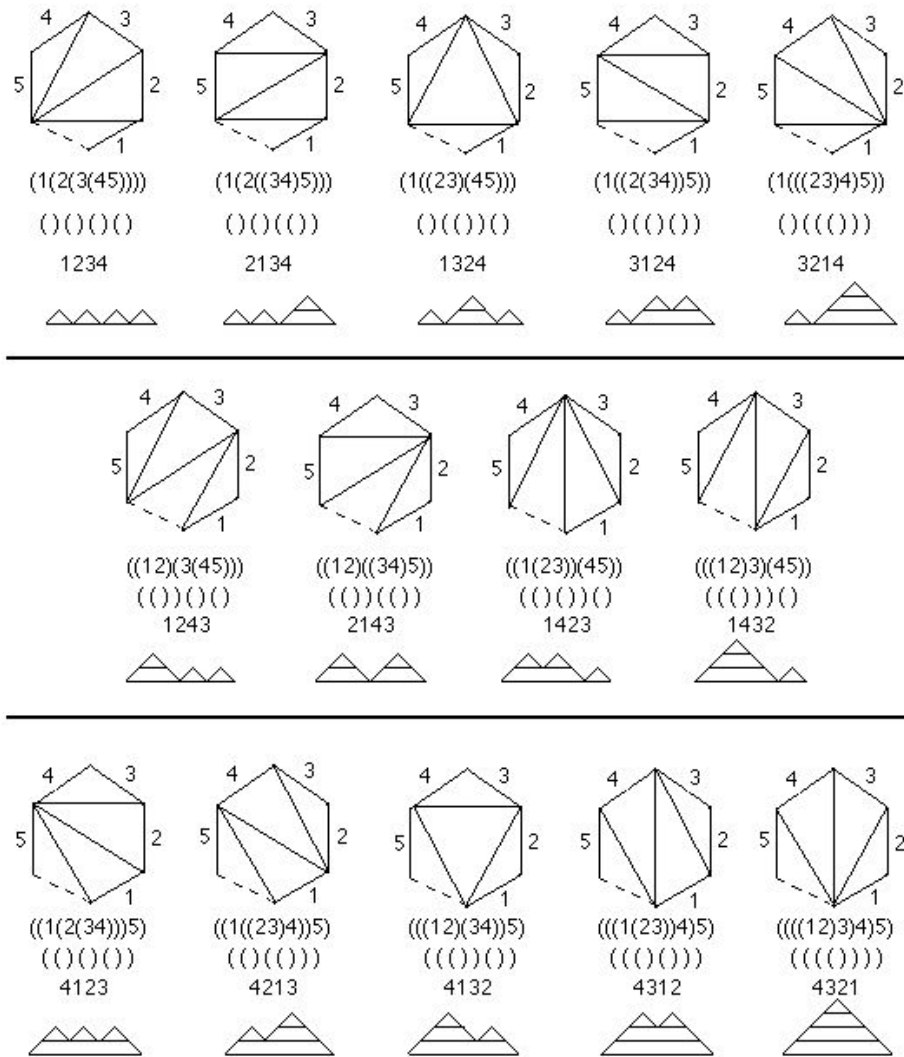 4 3 4 3 4 3 4 3 4 3
5 2 5 2 5 2 5 2 5 2
1 1 1 1 1
(1(2(3(45)))) (1(2((34)5))) (1((23)(45))) (1((2(34))5)) (1(((23)4)5))
()()()() ()()(()) ()(())() ()(()()) ()((()))
1234 2134 1324 3124 3214
4 3 4 3 4 3 4 3
5 2 5 2 5 2 5 2
1 1 1 1
((12)(3(45))) ((12)((34)5)) ((1(23))(45)) (((12)3)(45))
(())()() (())(()) (()())() ((()))()
1243 2143 1423 1432
4 3 4 3 4 3 4 3 4 3
5 2 5 2 5 2 5 2 5 2
1 1 1 1 1
((1(2(34)))5) ((1((23)4))5) (((12)(34))5) (((1(23))4)5) ((((12)3)4)5)
(()()()) (()(())) ((())()) ((()())) (((())))
4123 4213 4132 4312 4321